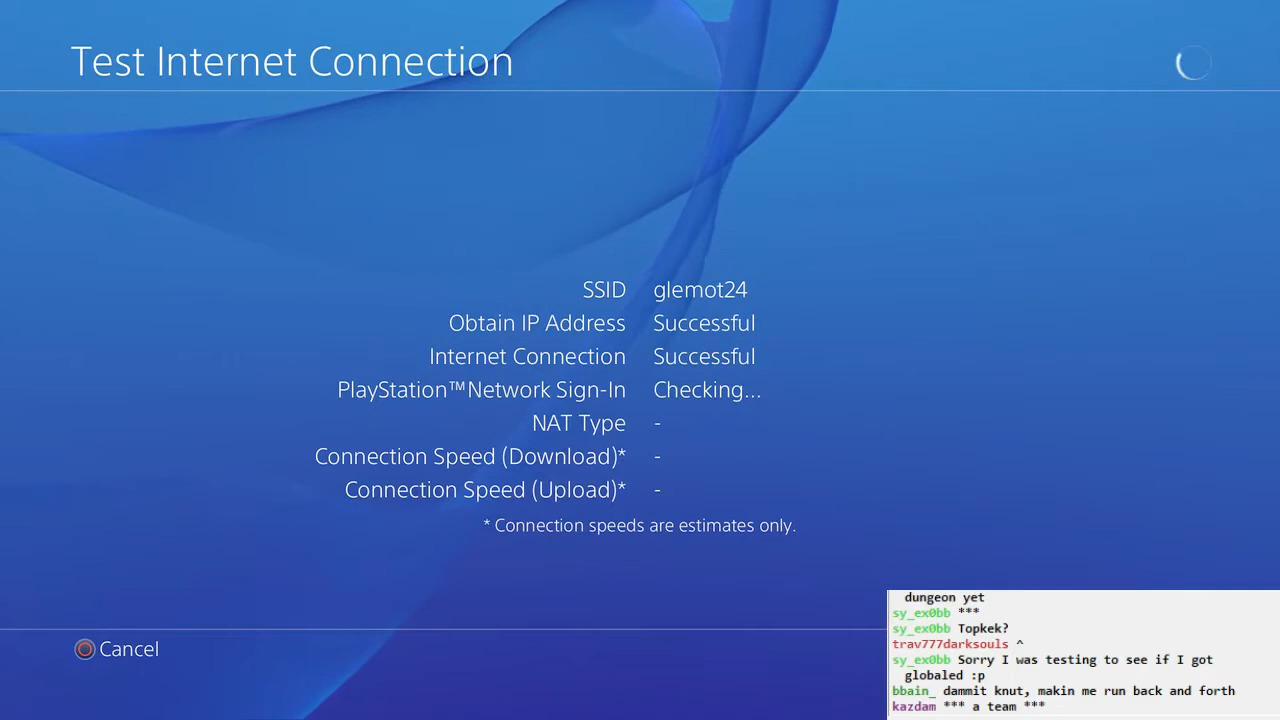 Test Internet Connection
SSID glemot24
Obtain IP Address Successful
Internet Connection Successful
PlayStation™Network Sign-In Checking...
NAT Type -
Connection Speed (Download)* -
Connection Speed (Upload)* -
* Connection speeds are estimates only.
Cancel
dungeon yet
sy_ex0bb ***
sy_ex0bb Topkek?
trav777darksouls ^
sy_ex0bb Sorry I was testing to see if I got
globaled :p
bbain_ dammit knut, makin me run back and forth
kazdam *** a team ***